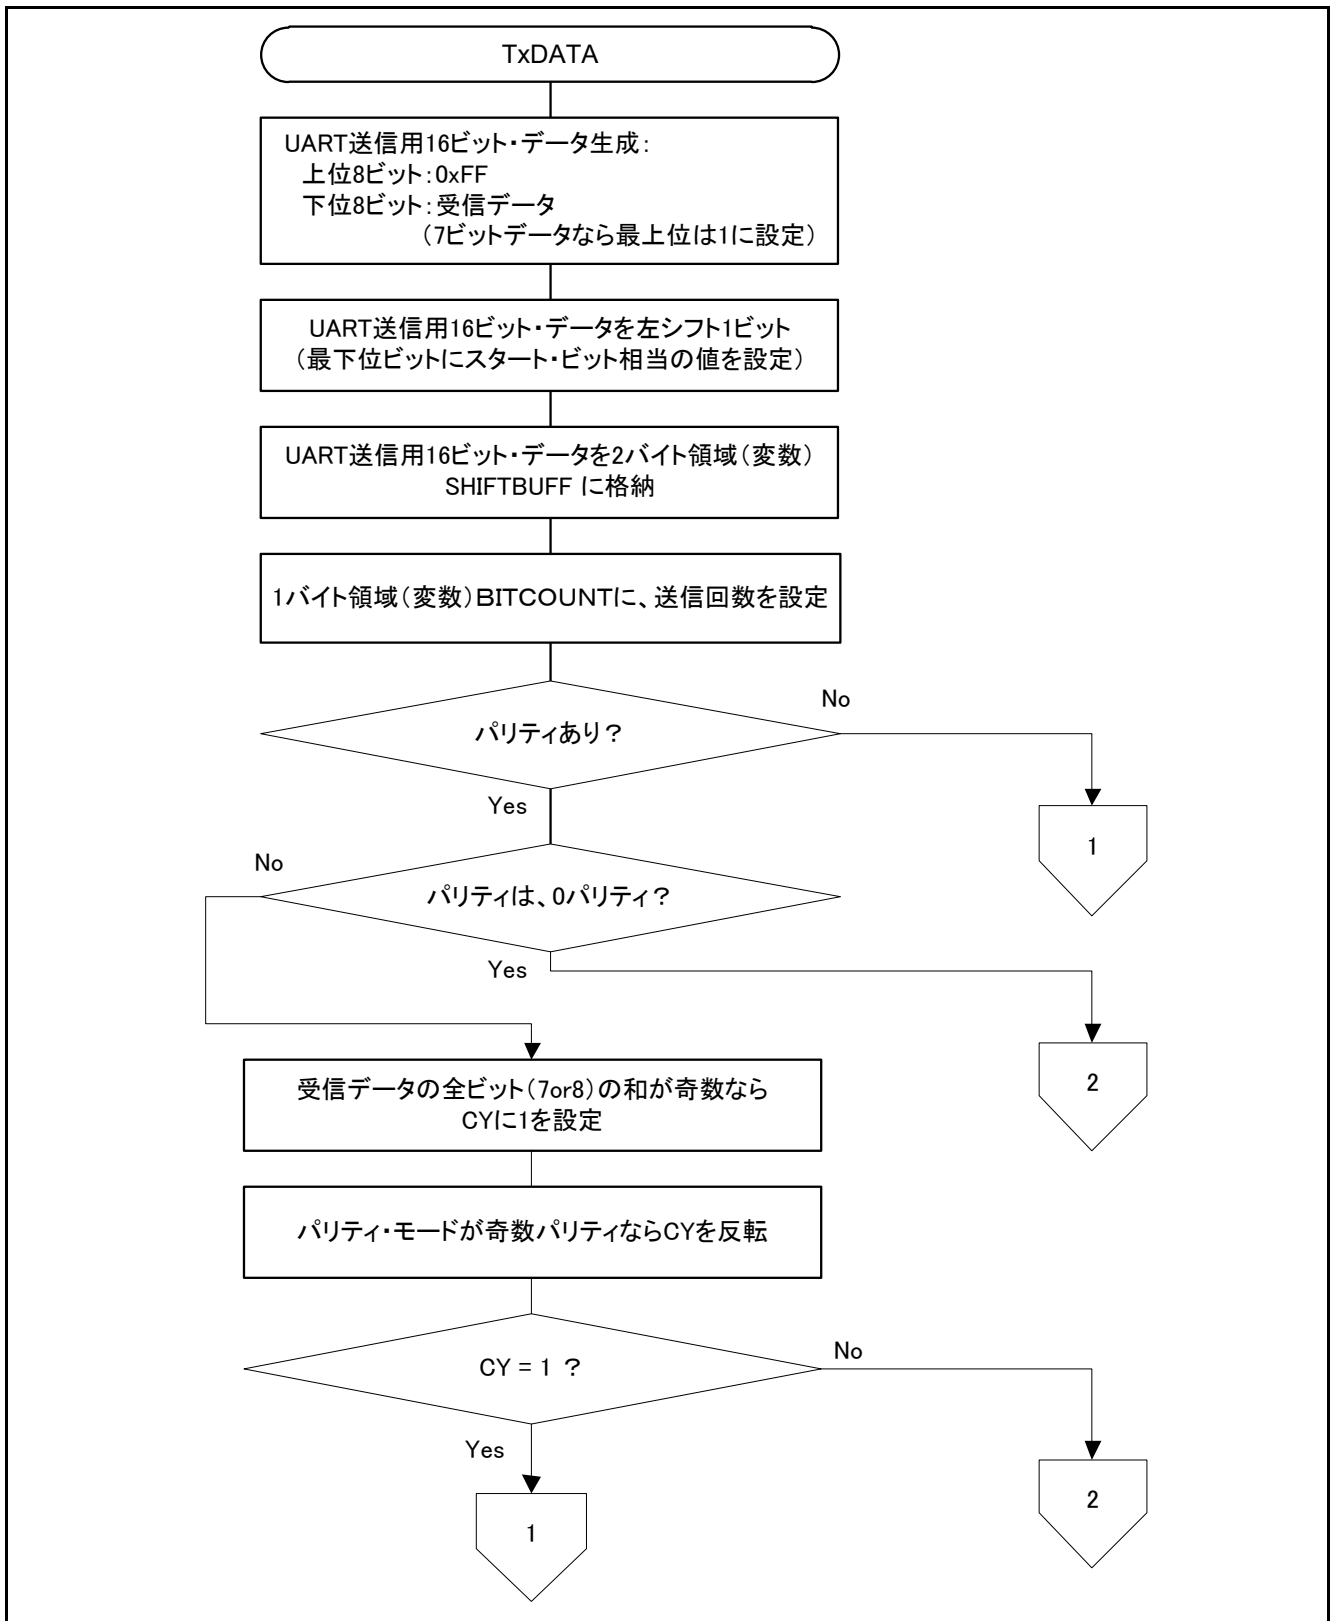 TxDATA
UART送信用16ビット・データ生成:
上位8ビット:0xFF
下位8ビット:受信データ
(7ビットデータなら最上位は1に設定)
UART送信用16ビット・データを左シフト1ビット
(最下位ビットにスタート・ビット相当の値を設定)
UART送信用16ビット・データを2バイト領域(変数)
SHIFTBUFF に格納
1バイト領域(変数)BITCOUNTに、送信回数を設定
パリティあり?
No
Yes
1
パリティは、0パリティ?
No
Yes
2
受信データの全ビット(7or8)の和が奇数なら
CYに1を設定
パリティ・モードが奇数パリティならCYを反転
CY = 1 ?
No
Yes
2
1